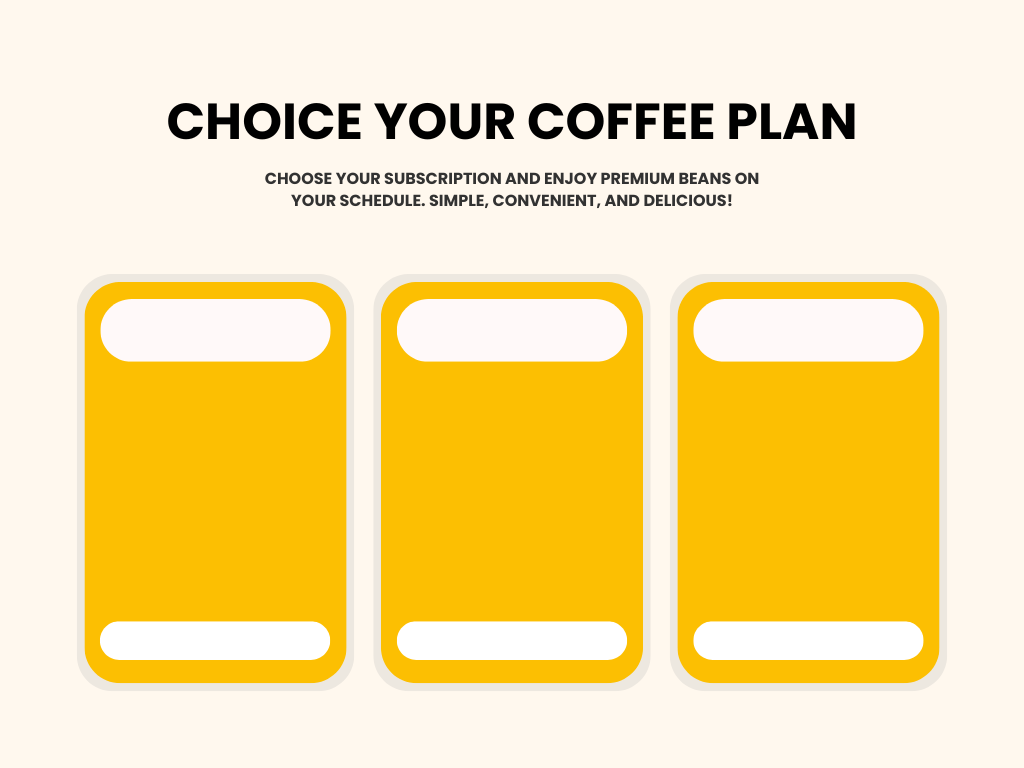 CHOICE YOUR COFFEE PLAN
CHOOSE YOUR SUBSCRIPTION AND ENJOY PREMIUM BEANS ON
YOUR SCHEDULE. SIMPLE, CONVENIENT, AND DELICIOUS!